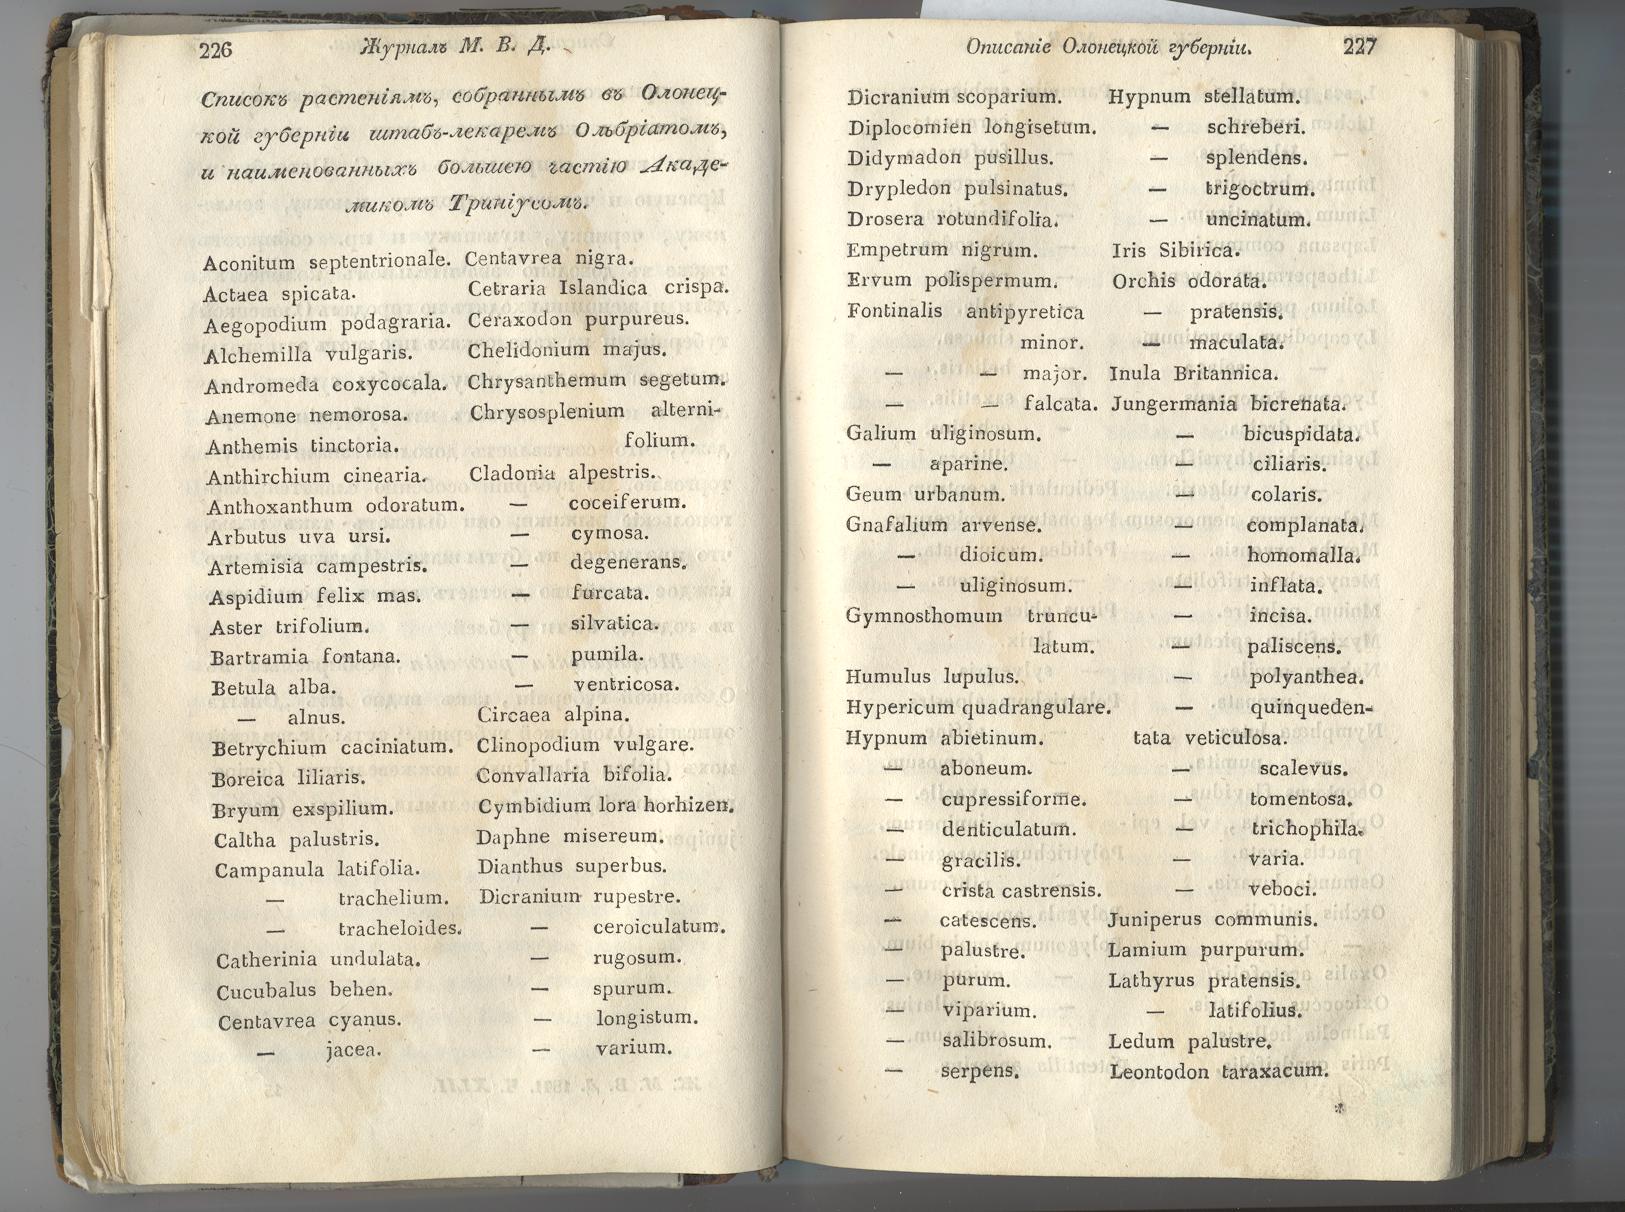 226
Журналъ М. В. Д.
Списокъ растеніямъ, собраннымъ въ Олонец-
кой губерніи штабъ-лекаремъ Ольбріатомъ,
и наименованныхъ большею частію Акаде-
микомъ Триніусомъ.
Aconitum septentrionale.
Actaea spicata.
Aegopodium podagraria.
Alchemilla vulgaris.
Andromeda coxycocala.
Anemone nemorosa.
Anthemis tinctoria.
Anthirchium cinearia.
Anthoxanthum odoratum.
Arbutus uva ursi.
Artemisia campestris.
Aspidium felix mas.
Aster trifolium.
Bartramia fontana.
Betula alba.
— alnus.
Betrychium caciniatum.
Boreica liliaris.
Bryum exspilium.
Caltha palustris.
Campanula latifolia.
— trachelium.
— tracheloides.
Catherinia undulata.
Cucubalus behen.
Centavrea cyanus.
— jacea.
Centavrea nigra.
Cetraria Islandica crispa.
Ceraxodon purpureus.
Chelidonium majus.
Chrysanthemum segetum.
Chrysosplenium alterni-
folium.
Cladonia alpestris.
— coceiferum.
— cymosa.
— degenerans.
— furcata.
— silvatica.
— pumila.
— ventricosa.
Circaea alpina.
Clinopodium vulgare.
Convallaria bifolia.
Cymbidium lora horhizen.
Daphne misereum.
Dianthus superbus.
Dicranium rupestre.
— ceroiculatum.
— rugosum.
— spurum.
— longistum.
— varium.
Описаніе Олонецкой губерніи.
227
Dicranium scoparium.
Diplocomien longisetum.
Didymadon pusillus.
Drypledon pulsinatus.
Drosera rotundifolia.
Empetrum nigrum.
Ervum polispermum.
Fontinalis antipyretica
minor.
— — major.
— — falcata.
Galium uliginosum.
— aparine.
Geum urbanum.
Gnafalium arvense.
— dioicum.
— uliginosum.
Gymnosthomum truncu-
latum.
Humulus lupulus.
Hypericum quadrangulare.
Hypnum abietinum.
— aboneum.
— cupressiforme.
— denticulatum.
— gracilis.
— crista castrensis.
— catescens.
— palustre.
— purum.
— viparium.
— salibrosum.
— serpens.
Hypnum stellatum.
— schreberi.
— splendens.
— trigoctrum.
— uncinatum.
Iris Sibirica.
Orchis odorata.
— pratensis.
— maculata.
Inula Britannica.
Jungermania bicrenata.
— bicuspidata.
— ciliaris.
— colaris.
— complanata.
— homomalla.
— inflata.
— incisa.
— paliscens.
— polyanthea.
— quinqueden-
tata veticulosa.
— scalevus.
— tomentosa.
— trichophila.
— varia.
— veboci.
Juniperus communis.
Lamium purpurum.
Lathyrus pratensis.
— latifolius.
Ledum palustre.
Leontodon taraxacum.
*